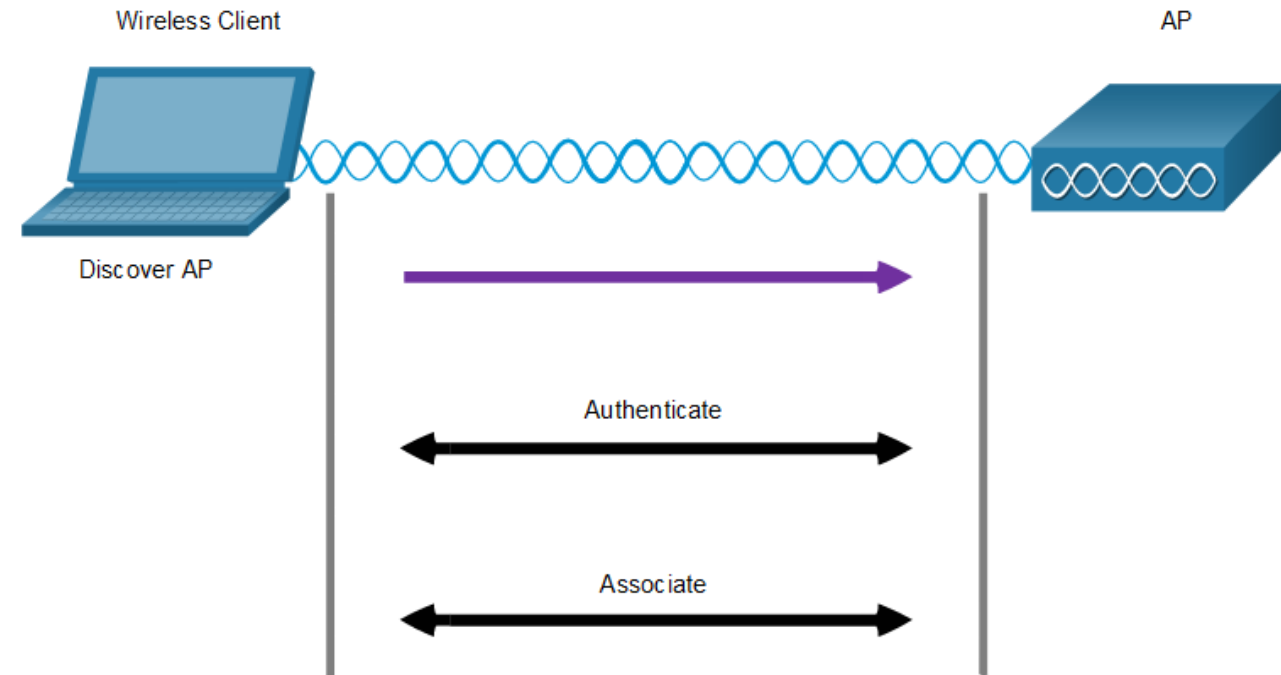 Wireless Client
AP
Discover AP
Authenticate
Associate